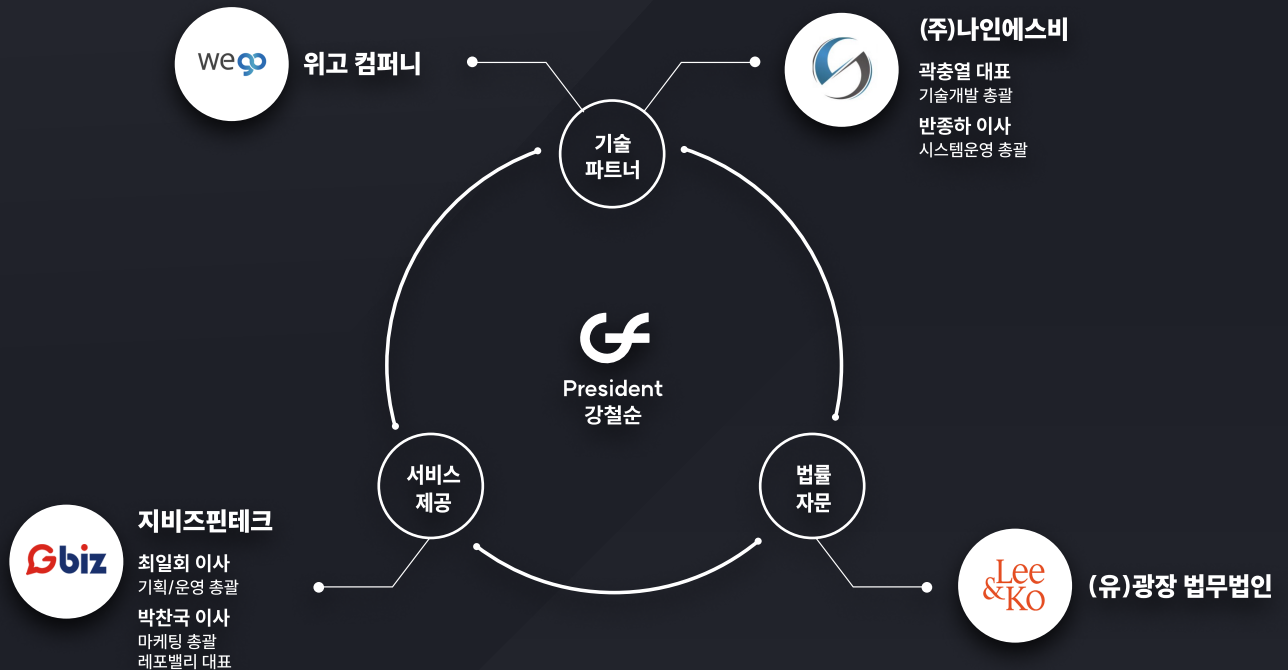 wego
위고 컴퍼니
(주)나인에스비
곽충열 대표
기술개발 총괄
반종하 이사
시스템운영 총괄
기술
파트너
GF
President
강철순
서비스
제공
법률
자문
Gbiz
지비즈핀테크
최일회 이사
기획/운영 총괄
박찬국 이사
마케팅 총괄
레포밸리 대표
Lee
&Ko
(유)광장 법무법인